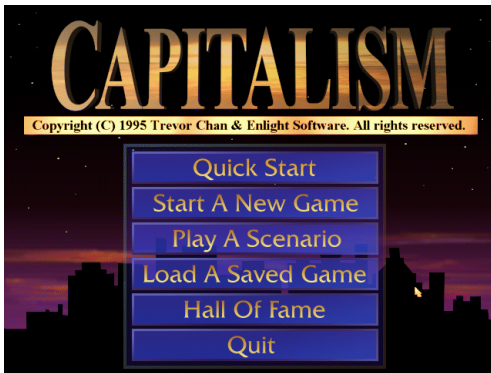 CAPITALISM
Copyright (C) 1995 Trevor Chan & Enlight Software. All rights reserved.
Quick Start
Start A New Game
Play A Scenario
Load A Saved Game
Hall Of Fame
Quit